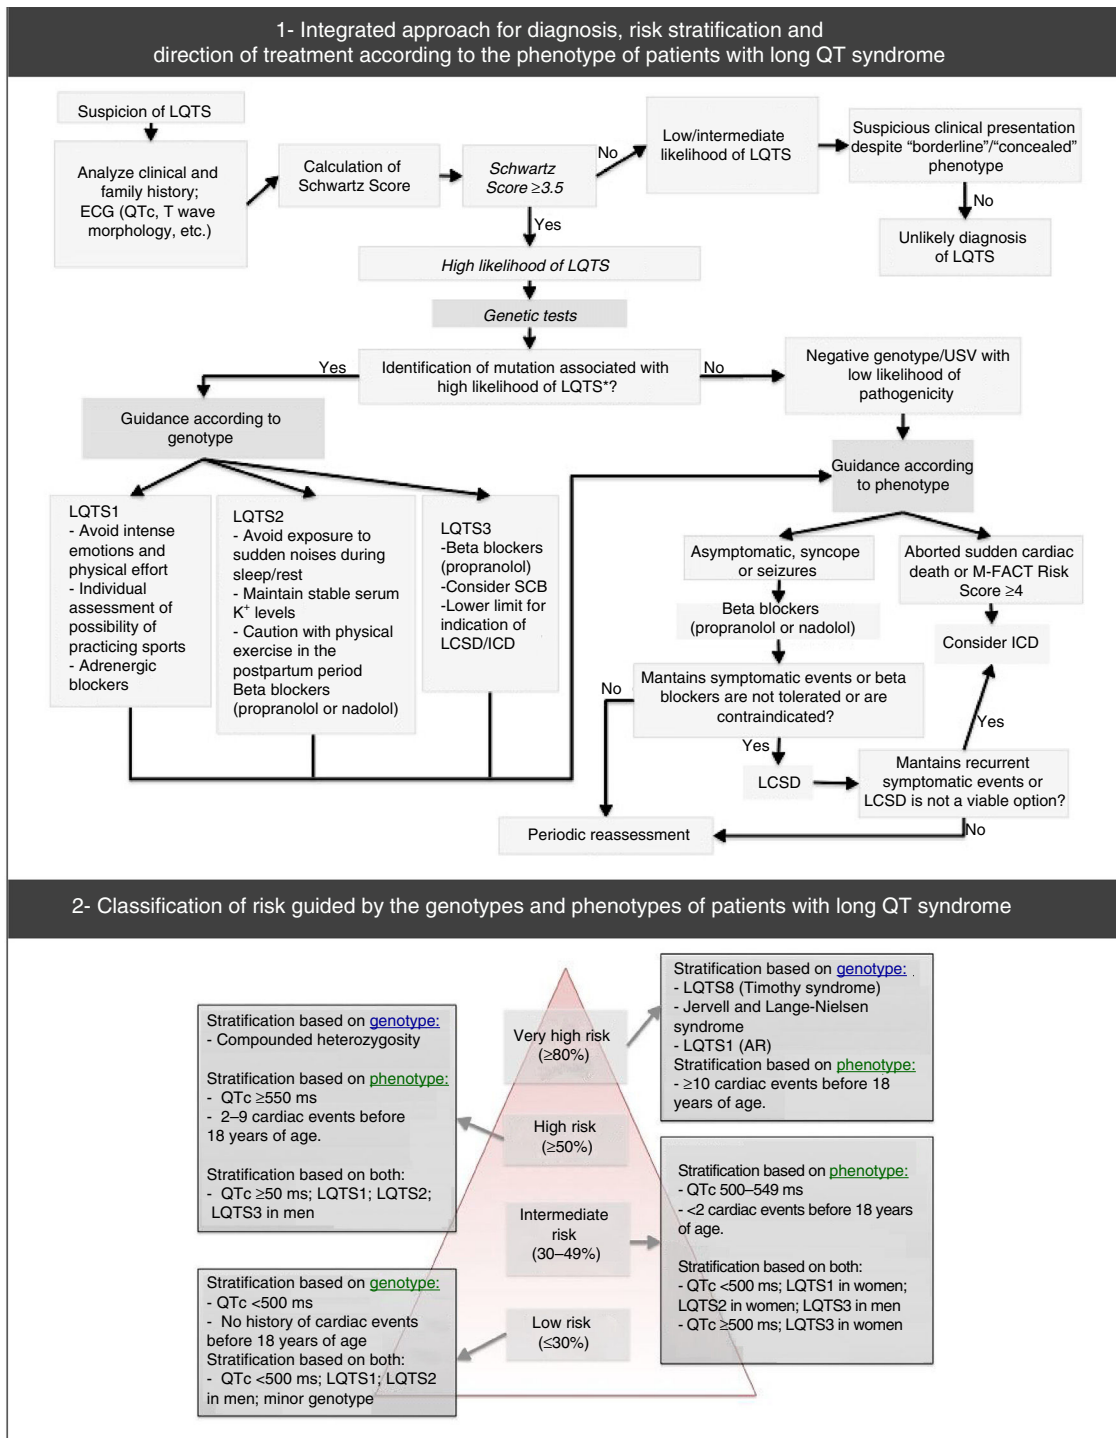 1- Integrated approach for diagnosis, risk stratification and
direction of treatment according to the phenotype of patients with long QT syndrome
Suspicion of LQTS
Analyze clinical and
family history;
ECG (QTc, T wave
morphology, etc.)
Calculation of
Schwartz Score
Schwartz
Score ≥3.5
No
Low/intermediate
likelihood of LQTS
Suspicious clinical presentation
despite “borderline”/“concealed”
phenotype
No
Unlikely diagnosis
of LQTS
Yes
High likelihood of LQTS
Genetic tests
Identification of mutation associated with
high likelihood of LQTS*?
Yes
No
Negative genotype/USV with
low likelihood of
pathogenicity
Guidance according to
genotype
LQTS1
- Avoid intense
emotions and
physical effort
- Individual
assessment of
possibility of
practicing sports
- Adrenergic
blockers
LQTS2
- Avoid exposure to
sudden noises during
sleep/rest
- Maintain stable serum
K⁺ levels
- Caution with physical
exercise in the
postpartum period
Beta blockers
(propranolol or nadolol)
LQTS3
-Beta blockers
(propranolol)
-Consider SCB
-Lower limit for
indication of
LCSD/ICD
Guidance according
to phenotype
Asymptomatic, syncope
or seizures
Aborted sudden cardiac
death or M-FACT Risk
Score ≥4
Beta blockers
(propranolol or nadolol)
Consider ICD
Mantains symptomatic events or beta
blockers are not tolerated or are
contraindicated?
No
Yes
LCSD
Mantains recurrent
symptomatic events or
LCSD is not a viable option?
Yes
No
Periodic reassessment
2- Classification of risk guided by the genotypes and phenotypes of patients with long QT syndrome
Very high risk
(≥80%)
Stratification based on genotype:
- LQTS8 (Timothy syndrome)
- Jervell and Lange-Nielsen
syndrome
- LQTS1 (AR)
Stratification based on phenotype:
- ≥10 cardiac events before 18
years of age.
High risk
(≥50%)
Stratification based on genotype:
- Compounded heterozygosity
Stratification based on phenotype:
- QTc ≥550 ms
- 2–9 cardiac events before
18 years of age.
Stratification based on both:
- QTc ≥50 ms; LQTS1; LQTS2;
LQTS3 in men
Intermediate
risk
(30–49%)
Stratification based on phenotype:
- QTc 500–549 ms
- <2 cardiac events before 18 years
of age.
Stratification based on both:
- QTc <500 ms; LQTS1 in women;
LQTS2 in women; LQTS3 in men
- QTc ≥500 ms; LQTS3 in women
Low risk
(≤30%)
Stratification based on genotype:
- QTc <500 ms
- No history of cardiac events
before 18 years of age
Stratification based on both:
- QTc <500 ms; LQTS1; LQTS2
in men; minor genotype